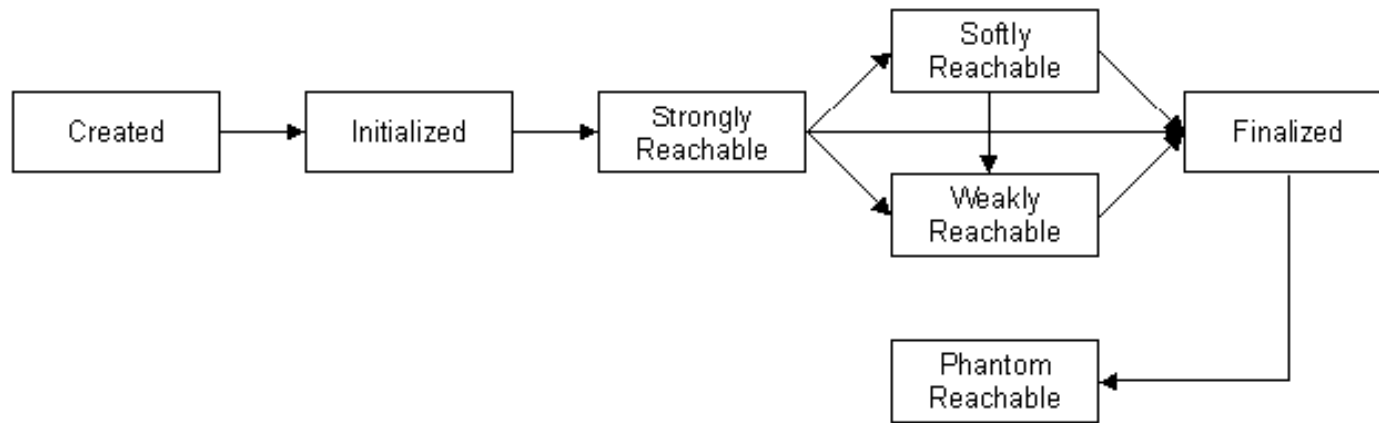 Created
Initialized
Strongly
Reachable
Softly
Reachable
Weakly
Reachable
Finalized
Phantom
Reachable